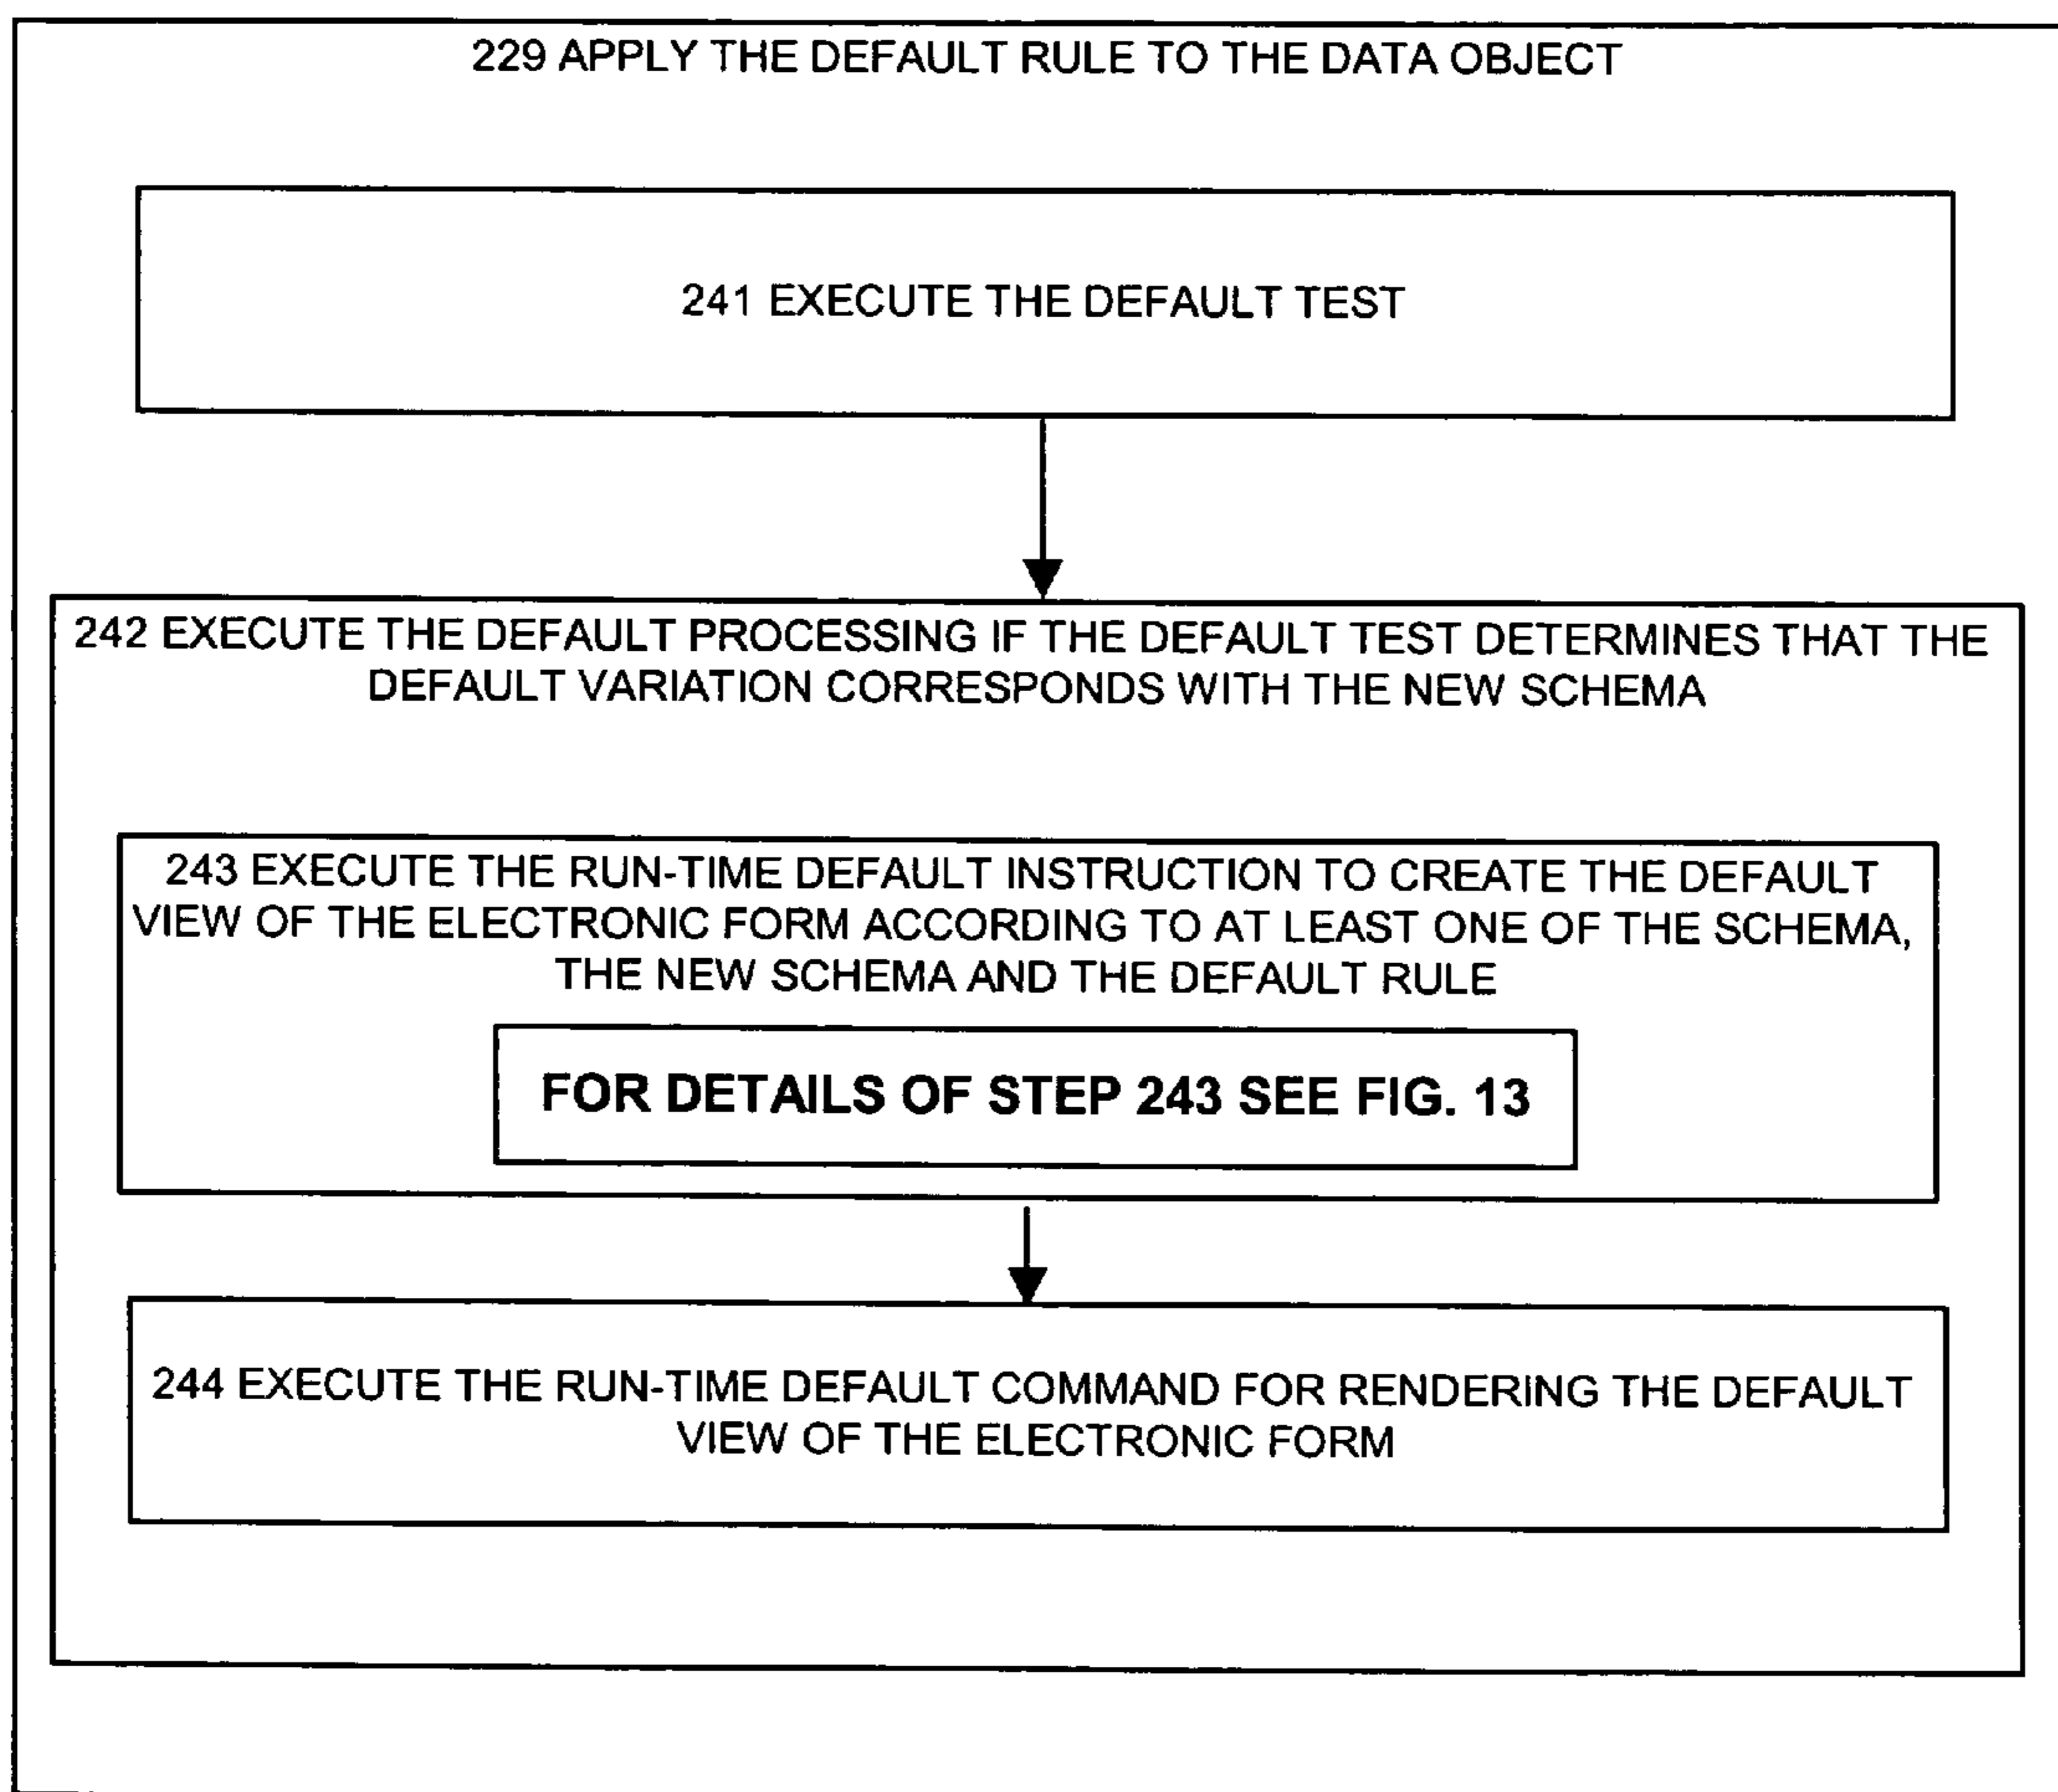 229 APPLY THE DEFAULT RULE TO THE DATA OBJECT
241 EXECUTE THE DEFAULT TEST
242 EXECUTE THE DEFAULT PROCESSING IF THE DEFAULT TEST DETERMINES THAT THE
DEFAULT VARIATION CORRESPONDS WITH THE NEW SCHEMA
243 EXECUTE THE RUN-TIME DEFAULT INSTRUCTION TO CREATE THE DEFAULT
VIEW OF THE ELECTRONIC FORM ACCORDING TO AT LEAST ONE OF THE SCHEMA,
THE NEW SCHEMA AND THE DEFAULT RULE
FOR DETAILS OF STEP 243 SEE FIG. 13
244 EXECUTE THE RUN-TIME DEFAULT COMMAND FOR RENDERING THE DEFAULT
VIEW OF THE ELECTRONIC FORM